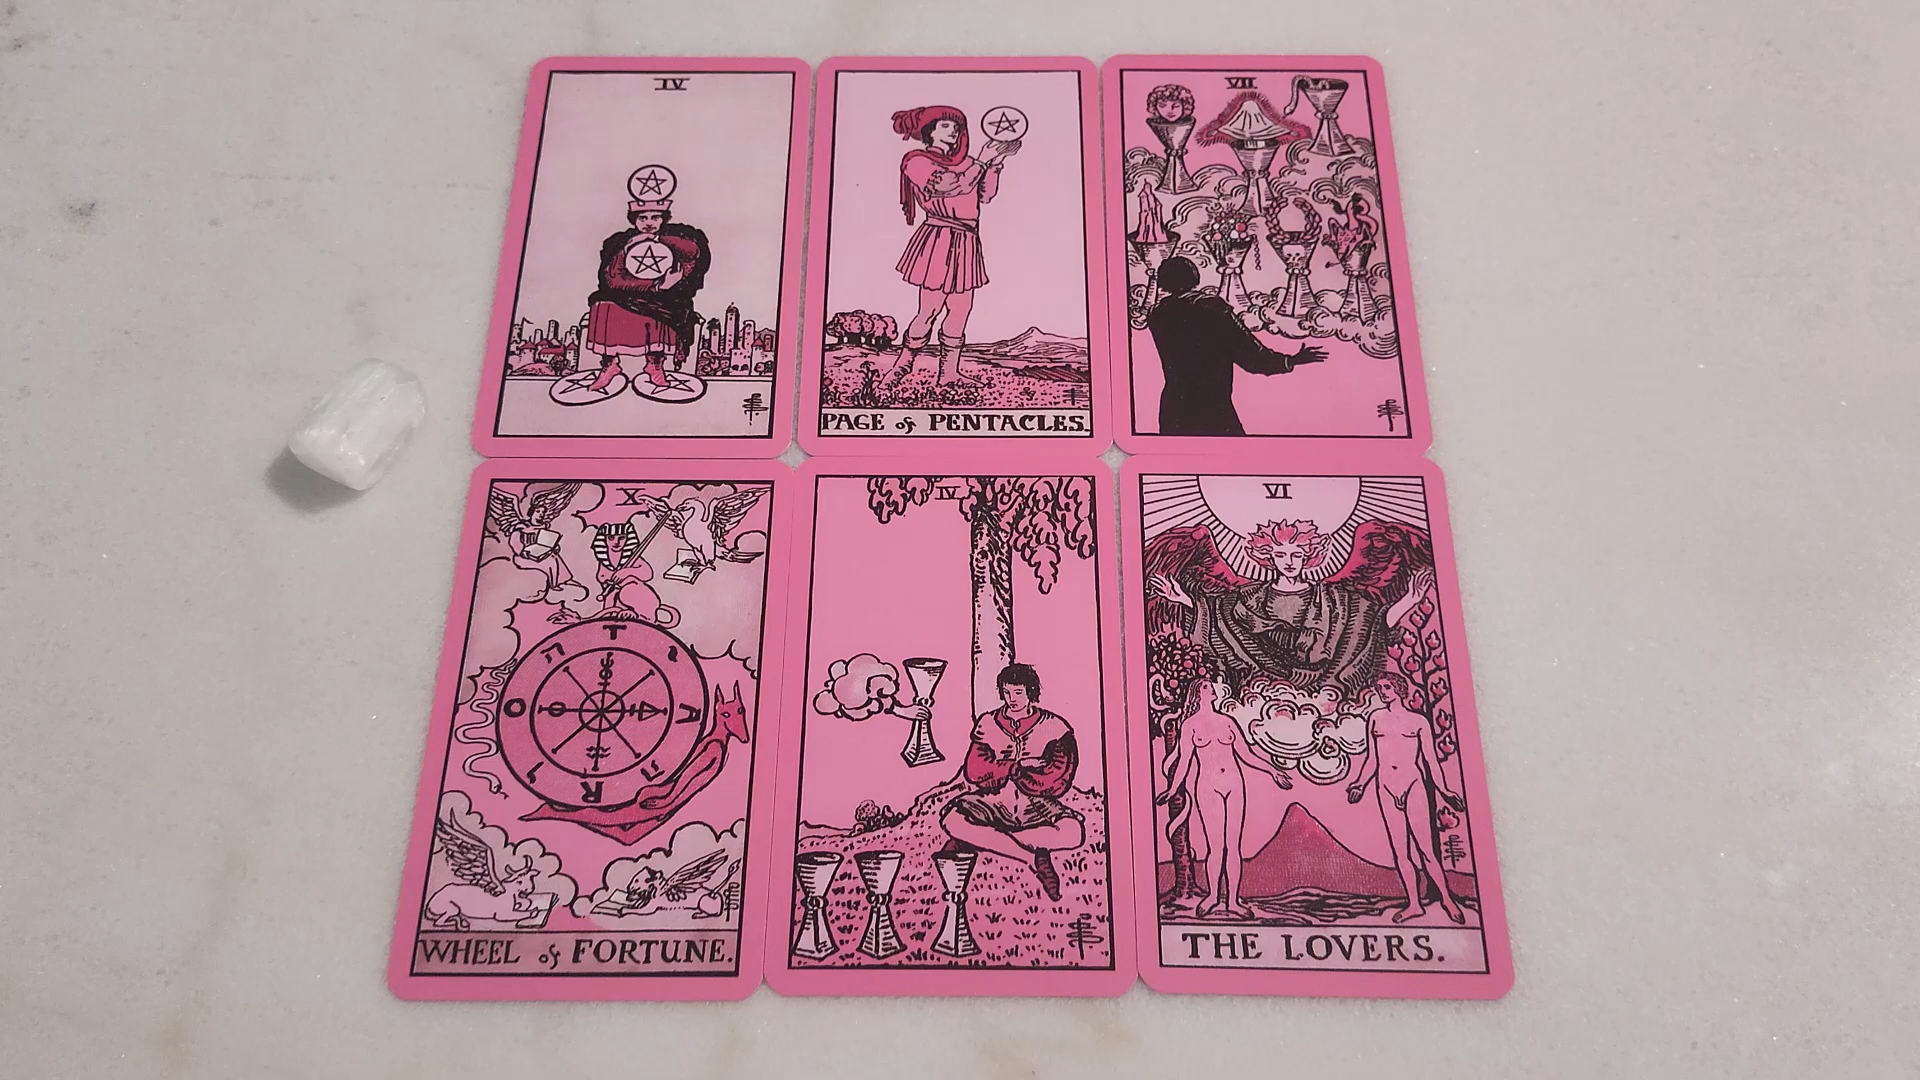 IV
PAGE of PENTACLES.
VII
X
T
A
R
O
ה
י
ה
ו
WHEEL of FORTUNE.
IV
VI
THE LOVERS.